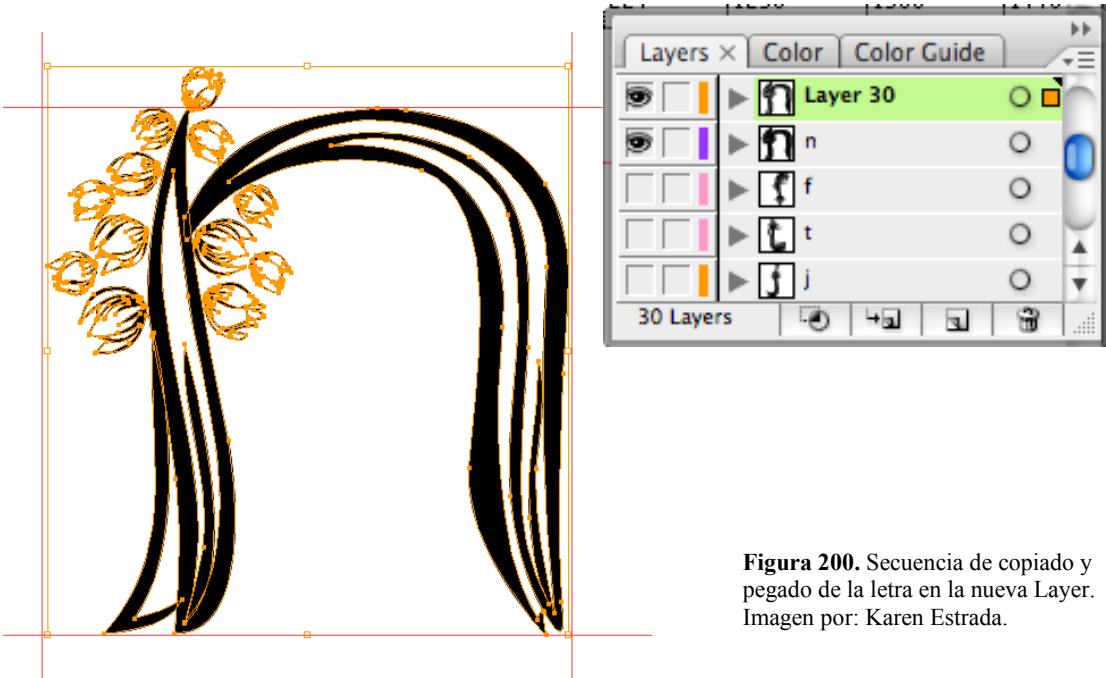 Layers × Color Color Guide
Layer 30
n
f
t
j
30 Layers
Figura 200. Secuencia de copiado y
pegado de la letra en la nueva Layer.
Imagen por: Karen Estrada.